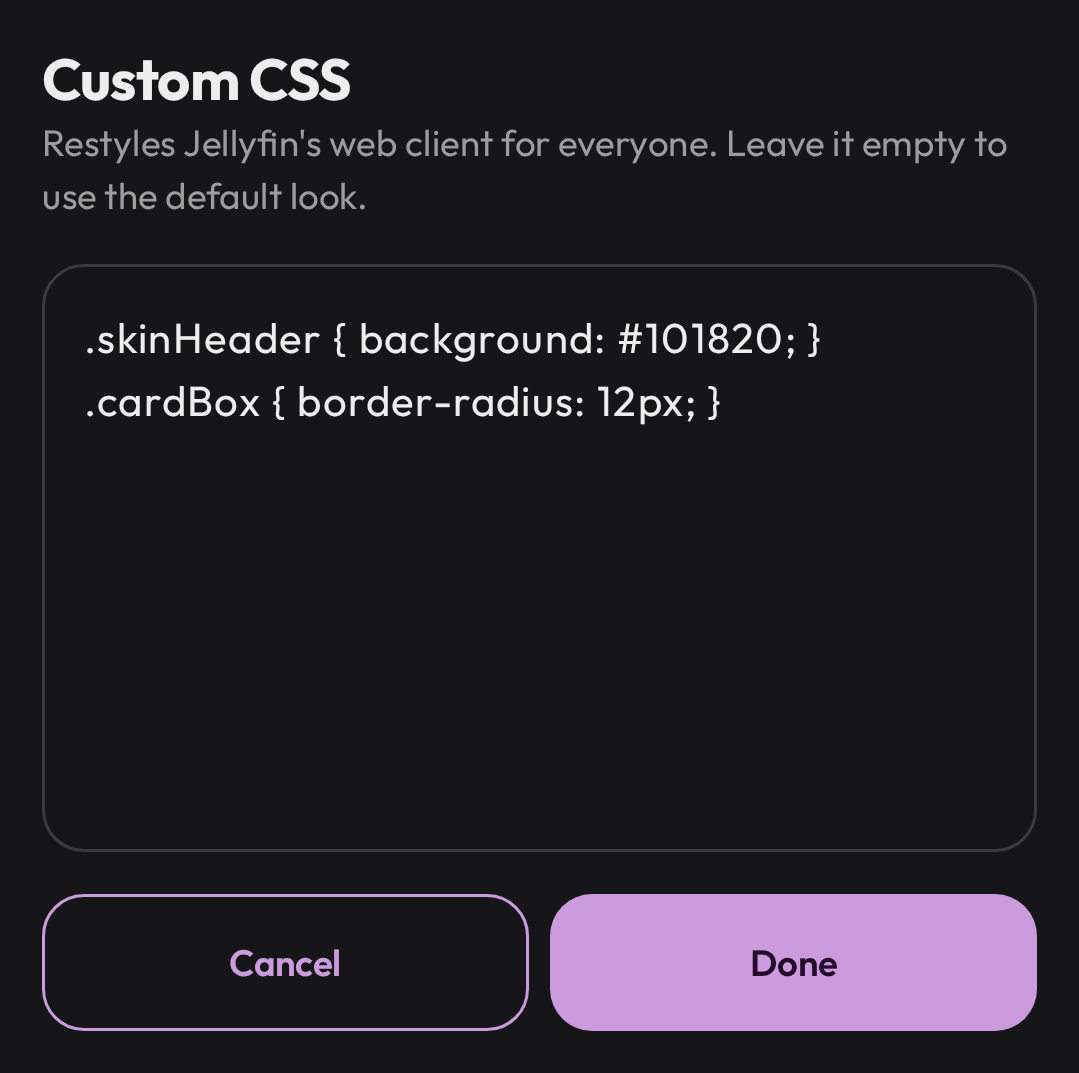 Custom CSS
Restyles Jellyfin's web client for everyone. Leave it empty to
use the default look.
.skinHeader { background: #101820; }
.cardBox { border-radius: 12px; }
Cancel
Done